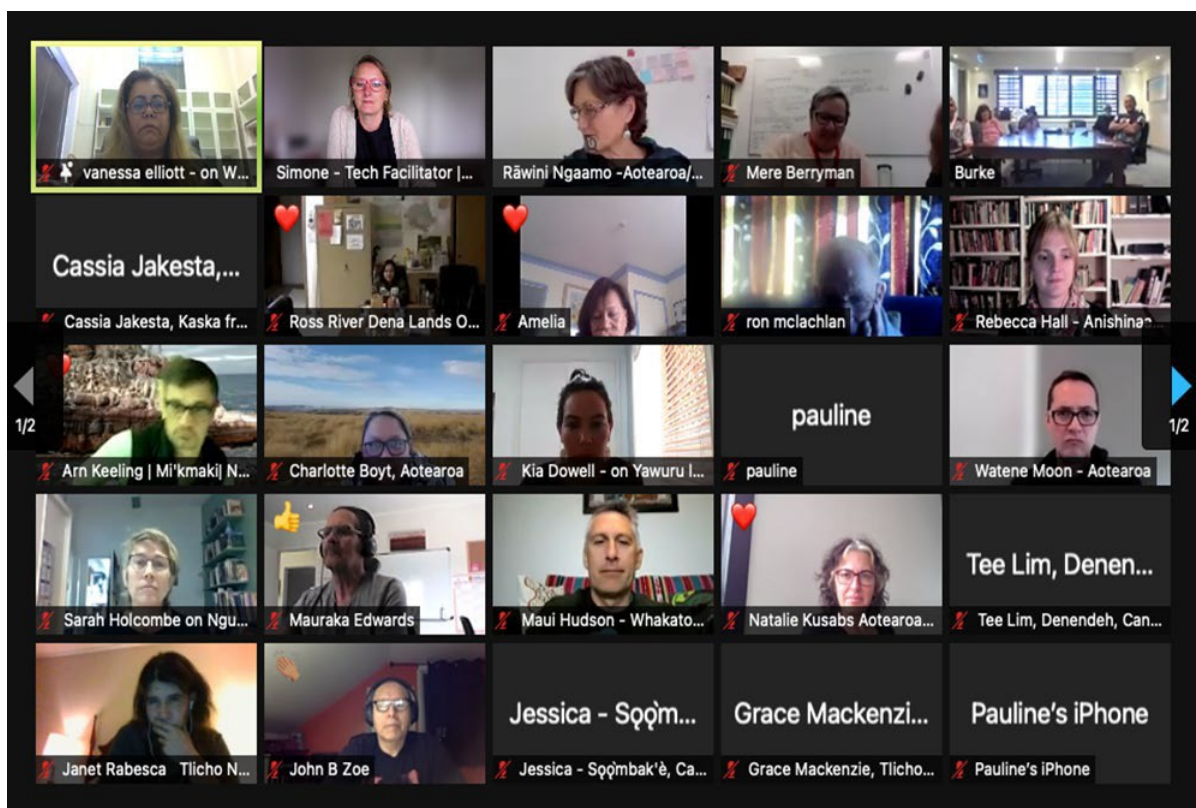 vanessa elliott - on W...
Simone - Tech Facilitator |...
Rāwini Ngaamo -Aotearoa/...
Mere Berryman
Burke
Cassia Jakesta,...
Cassia Jakesta, Kaska fr...
Ross River Dena Lands O...
Amelia
ron mclachlan
Rebecca Hall - Anishinaa...
1/2
Arn Keeling | Mi'kmaki| N...
Charlotte Boyt, Aotearoa
Kia Dowell - on Yawuru l...
pauline
pauline
Watene Moon - Aotearoa
1/2
Sarah Holcombe on Ngu...
Mauraka Edwards
Maui Hudson - Whakato...
Natalie Kusabs Aotearoa...
Tee Lim, Denen...
Tee Lim, Denendeh, Can...
Janet Rabesca Tlicho N...
John B Zoe
Jessica - Sǫǫ̀m...
Jessica - Sǫǫ̀mbak'è, Ca...
Grace Mackenzi...
Grace Mackenzie, Tlicho...
Pauline's iPhone
Pauline's iPhone